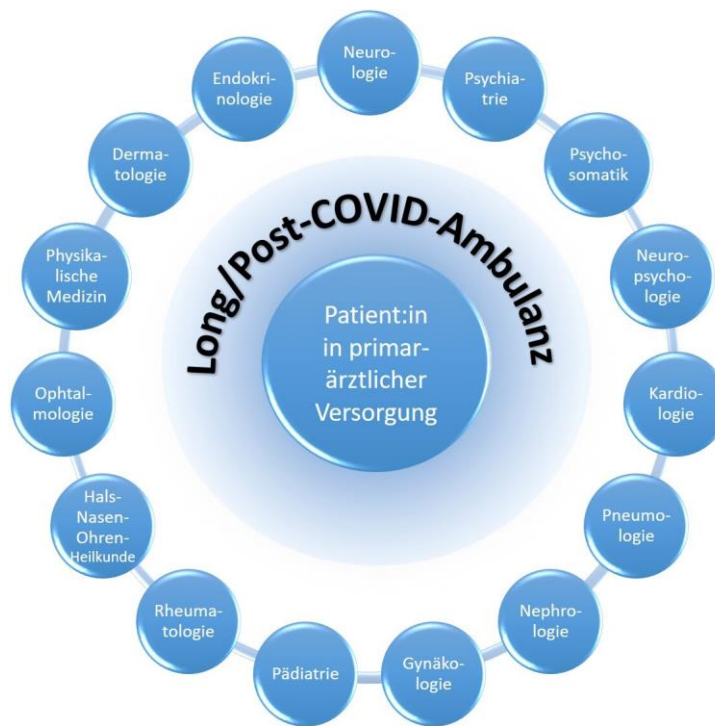 Neuro-
logie
Psychia-
trie
Psycho-
somatik
Neuro-
psycho-
logie
Kardio-
logie
Pneumo-
logie
Nephro-
logie
Gynäko-
logie
Pädiatrie
Rheuma-
tologie
Hals-
Nasen-
Ohren-
Heilkunde
Ophtal-
mologie
Physika-
lische
Medizin
Derma-
tologie
Endokri-
nologie
Long/Post-COVID-Ambulanz
Patient:in
in primar-
ärztlicher
Versorgung